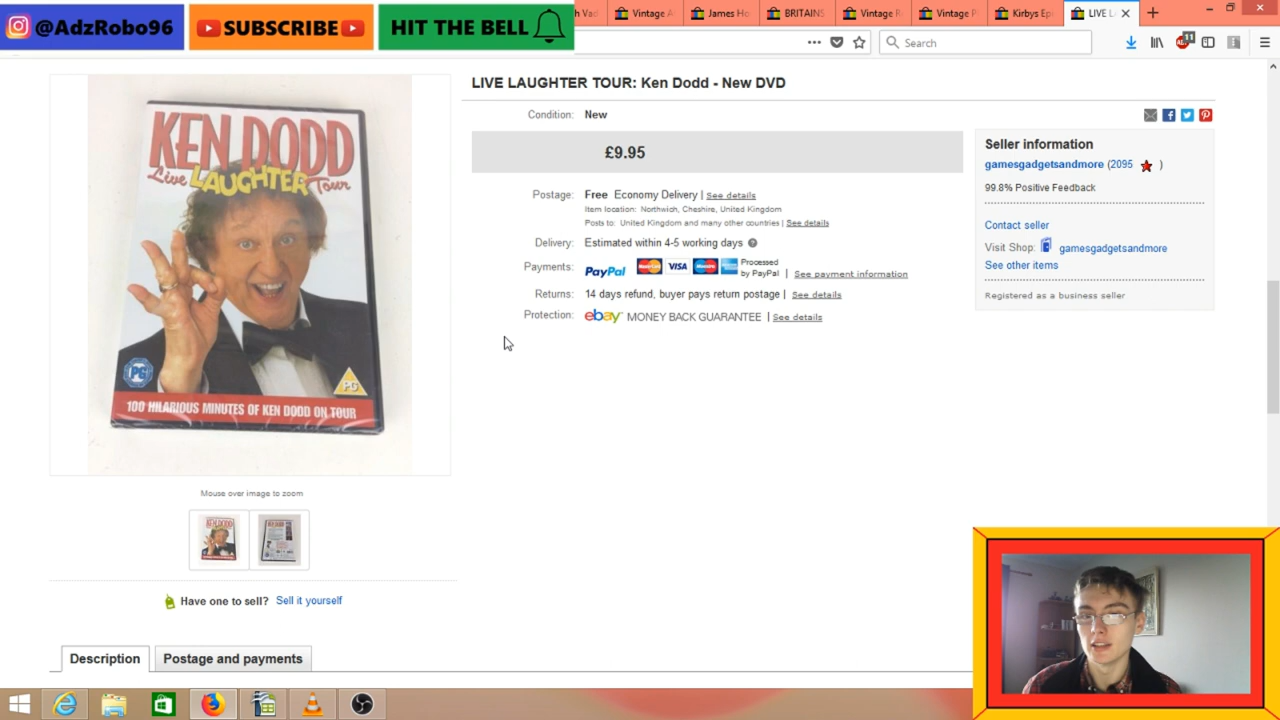 @AdzRobo96
SUBSCRIBE
HIT THE BELL
Vintage
James Ho
BRITAINS
Vintage
Vintage
Kirbys Ep
LIVE
Search
LIVE LAUGHTER TOUR: Ken Dodd - New DVD
Condition: New
£9.95
Postage: Free Economy Delivery | See details
Item location: Northwich, Cheshire, United Kingdom
Posts to: United Kingdom and many other countries | See details
Delivery: Estimated within 4-5 working days
Payments: PayPal MasterCard VISA Maestro Processed by PayPal | See payment information
Returns: 14 days refund, buyer pays return postage | See details
Protection: ebay MONEY BACK GUARANTEE | See details
Seller information
gamesgadgetsandmore (2095 )
99.8% Positive Feedback
Contact seller
Visit Shop: gamesgadgetsandmore
See other items
Registered as a business seller
KEN DODD
Live LAUGHTER Tour
PG
PG
100 HILARIOUS MINUTES OF KEN DODD ON TOUR
Mouse over image to zoom
Have one to sell? Sell it yourself
Description
Postage and payments